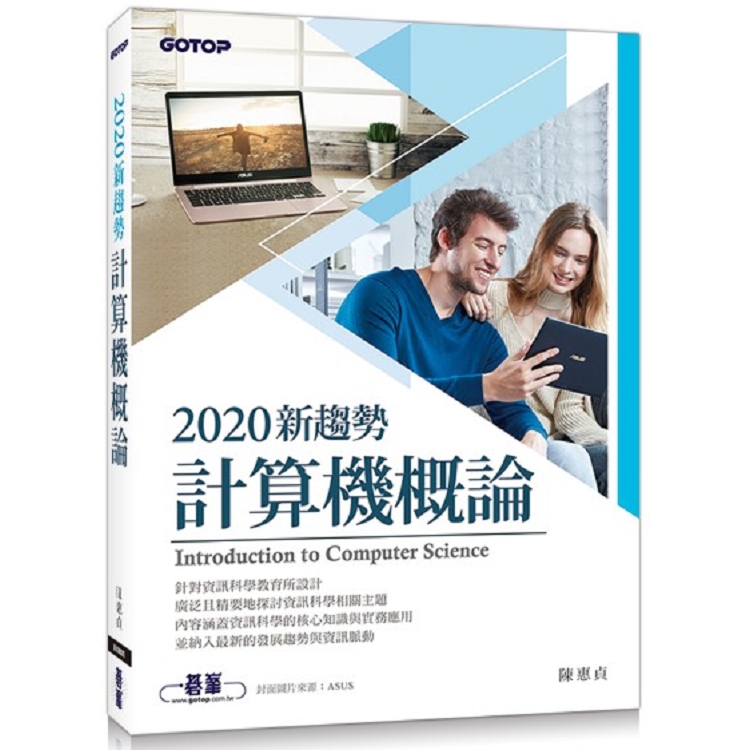 GOTOP
2020新趨勢
計算機概論
GOTOP
ASUS
ASUS
2020新趨勢
計算機概論
Introduction to Computer Science
針對資訊科學教育所設計
廣泛且精要地探討資訊科學相關主題
內容涵蓋資訊科學的核心知識與實務應用
並納入最新的發展趨勢與資訊脈動
碁峯
www.gotop.com.tw
封面圖片來源：ASUS
陳惠貞
碁峯